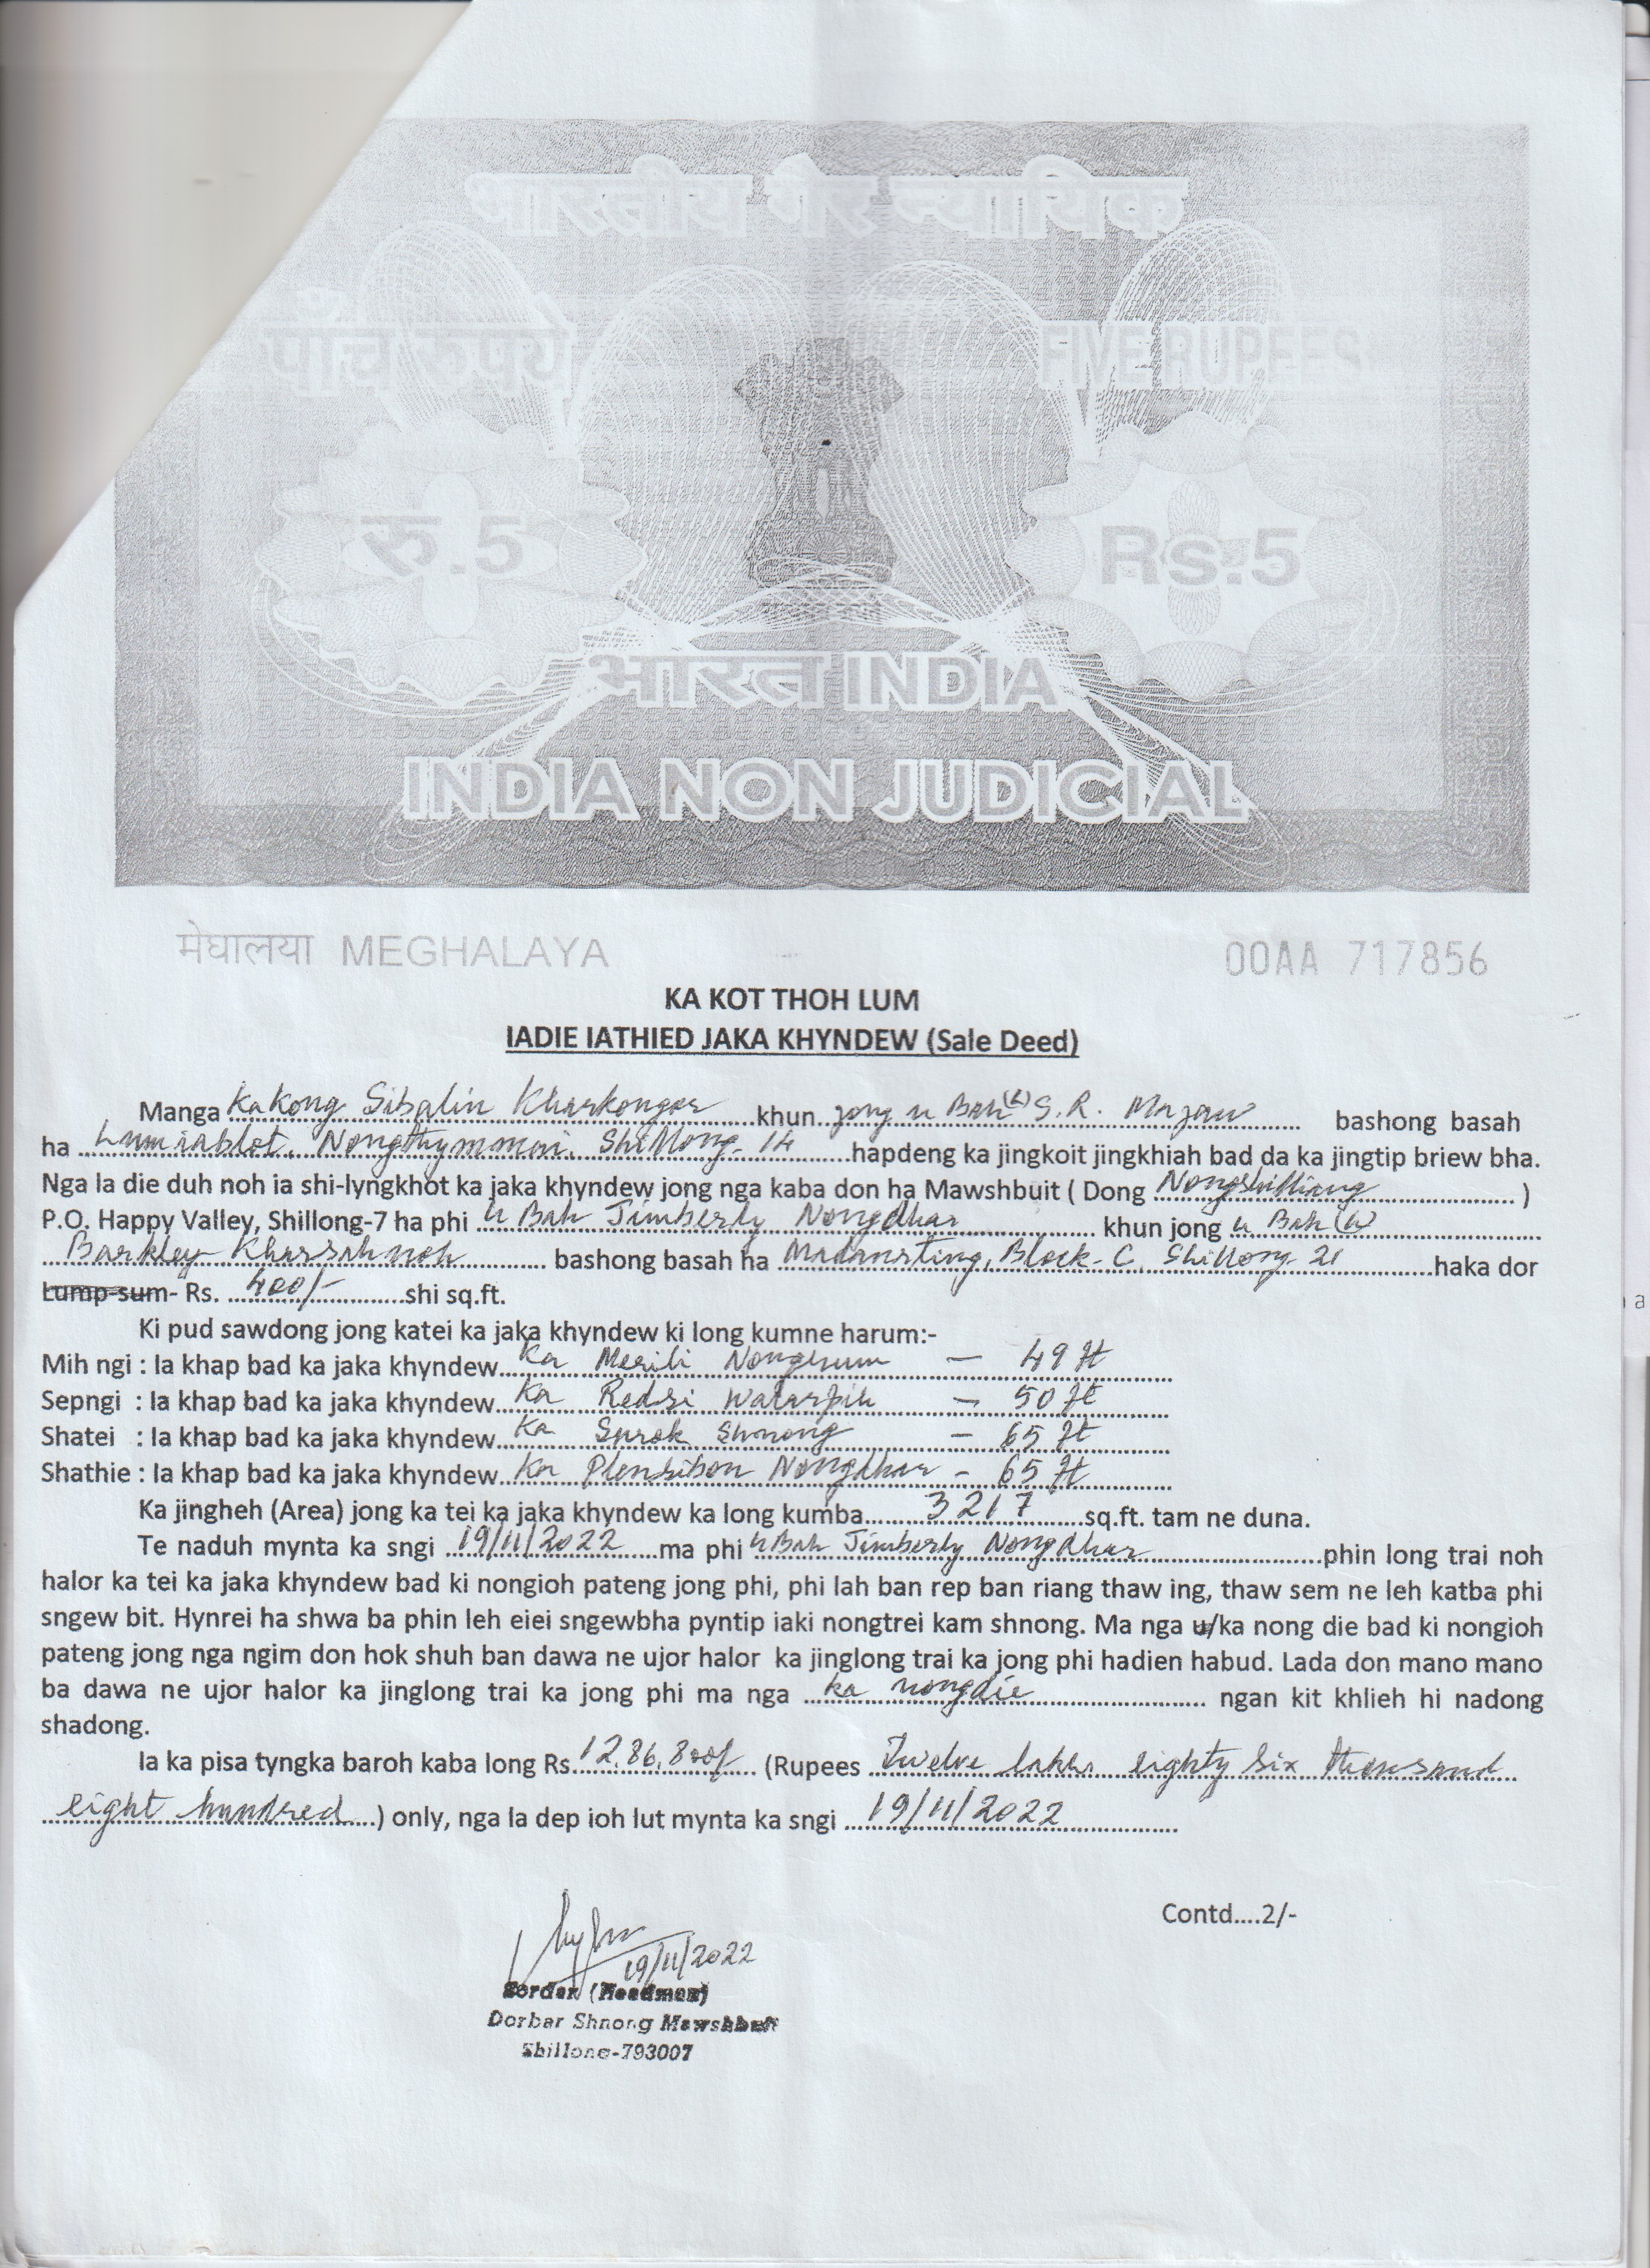 भारतीय गैर न्यायिक
पाँच रुपये FIVE RUPEES
रु.5 Rs.5
भारत INDIA
INDIA NON JUDICIAL
मेघालया MEGHALAYA 00AA 717856
KA KOT THOH LUM
IADIE IATHIED JAKA KHYNDEW (Sale Deed)
Manga Ka Kong Sibalin Kharkongor khun jong u Bah (L) S.R. Majaw bashong basah
ha Lumiablot, Nongthymmai, Shillong-14 hapdeng ka jingkoit jingkhiah bad da ka jingtip briew bha.
Nga la die duh noh ia shi-lyngkhot ka jaka khyndew jong nga kaba don ha Mawshbuit ( Dong Nongshilliang )
P.O. Happy Valley, Shillong-7 ha phi u Bah Jimberly Nongdhar khun jong u Bah (L)
Barkley Kharsahnoh bashong basah ha Madansting, Block-C, Shillong-21 haka dor
Lump-sum- Rs. 400/- shi sq.ft.
Ki pud sawdong jong katei ka jaka khyndew ki long kumne harum:-
Mih ngi : Ia khap bad ka jaka khyndew Ka Merili Nongrum — 49 ft
Sepngi : Ia khap bad ka jaka khyndew Ka Redsi Watarpih — 50 ft
Shatei : Ia khap bad ka jaka khyndew Ka Surok Shnong — 65 ft
Shathie : Ia khap bad ka jaka khyndew Ka Plensibon Nongdhar - 65 ft
Ka jingheh (Area) jong ka tei ka jaka khyndew ka long kumba 3217 sq.ft. tam ne duna.
Te naduh mynta ka sngi 19/11/2022 ma phi u Bah Jimberly Nongdhar phin long trai noh
halor ka tei ka jaka khyndew bad ki nongioh pateng jong phi, phi lah ban rep ban riang thaw ing, thaw sem ne leh katba phi
sngew bit. Hynrei ha shwa ba phin leh eiei sngewbha pyntip iaki nongtrei kam shnong. Ma nga u/ka nong die bad ki nongioh
pateng jong nga ngim don hok shuh ban dawa ne ujor halor ka jinglong trai ka jong phi hadien habud. Lada don mano mano
ba dawa ne ujor halor ka jinglong trai ka jong phi ma nga ka nongdie ngan kit khlieh hi nadong
shadong.
Ia ka pisa tyngka baroh kaba long Rs. 12,86,800/- (Rupees Twelve lakhs eighty six thousand
eight hundred ) only, nga la dep ioh lut mynta ka sngi 19/11/2022
Contd....2/-
19/11/2022
Sordar (Headman)
Dorbar Shnong Mawshbuit
Shillong-793007